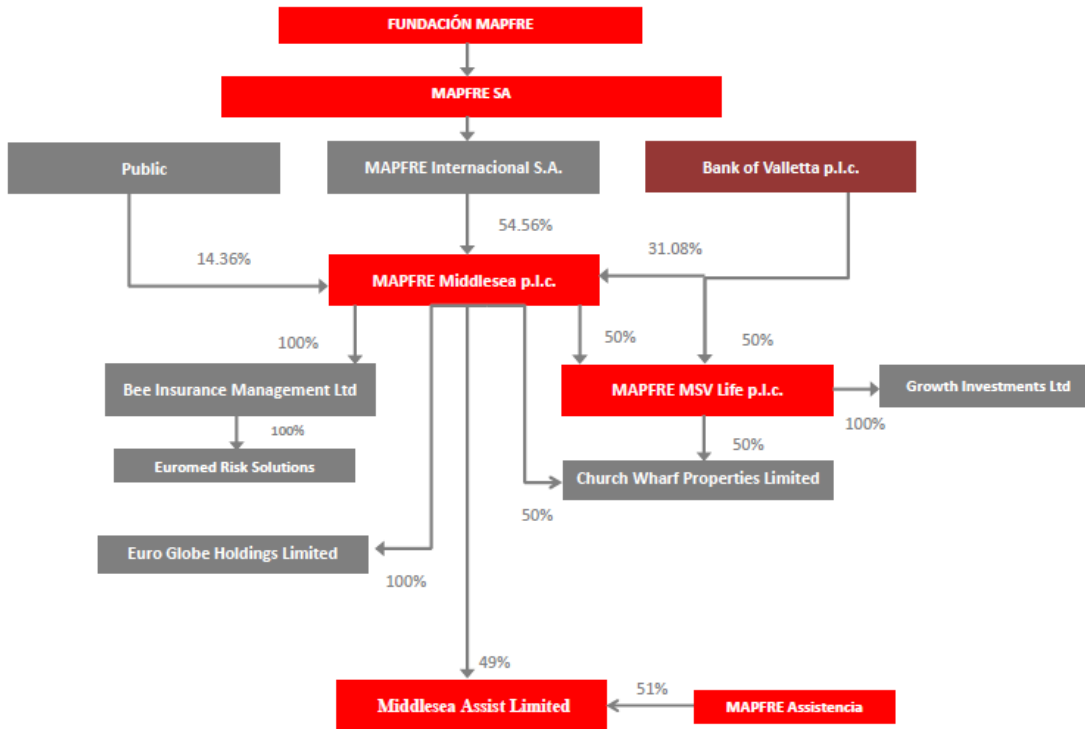 FUNDACIÓN MAPFRE
MAPFRE SA
Public
MAPFRE Internacional S.A.
Bank of Valletta p.l.c.
54.56%
14.36%
31.08%
MAPFRE Middlesea p.l.c.
100%
50%
50%
Bee Insurance Management Ltd
MAPFRE MSV Life p.l.c.
Growth Investments Ltd
100%
100%
50%
Euromed Risk Solutions
Church Wharf Properties Limited
50%
Euro Globe Holdings Limited
100%
49%
51%
Middlesea Assist Limited
MAPFRE Assistencia